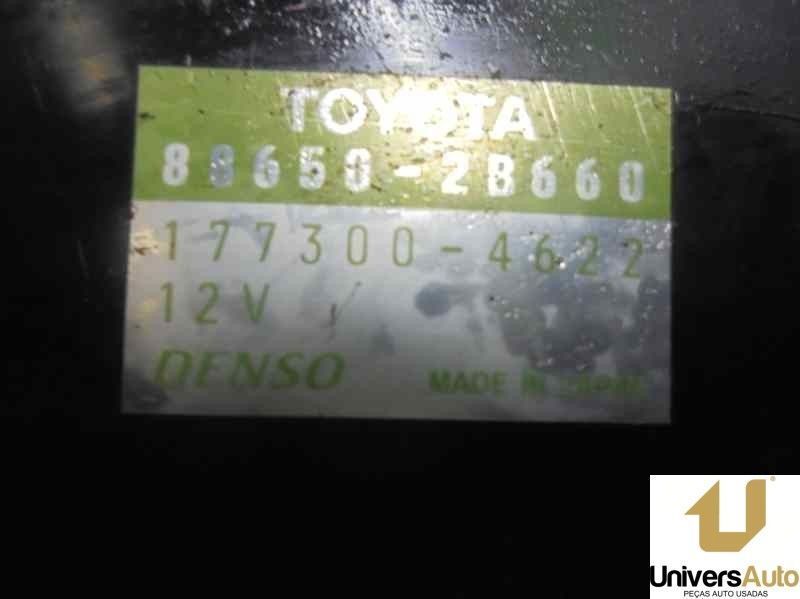 TOYOTA
88650-2B660
177300-4622
12V
DENSO
MADE IN JAPAN
UniversAuto
PEÇAS AUTO USADAS